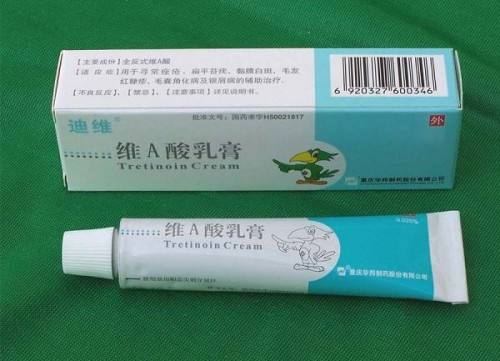 【主要成份】全反式维A酸
【适应症】用于寻常痤疮、扁平苔藓、黏膜白斑、毛发
红糠疹、毛囊角化病及银屑病的辅助治疗。
【不良反应】、【禁忌】、【注意事项】详见说明书。
6 920327 600346
迪维®
批准文号：国药准字H50021817
外
维A酸乳膏
Tretinoin Cream
重庆华邦制药股份有限公司
维A酸乳膏
Tretinoin Cream
重庆华邦制药股份有限公司